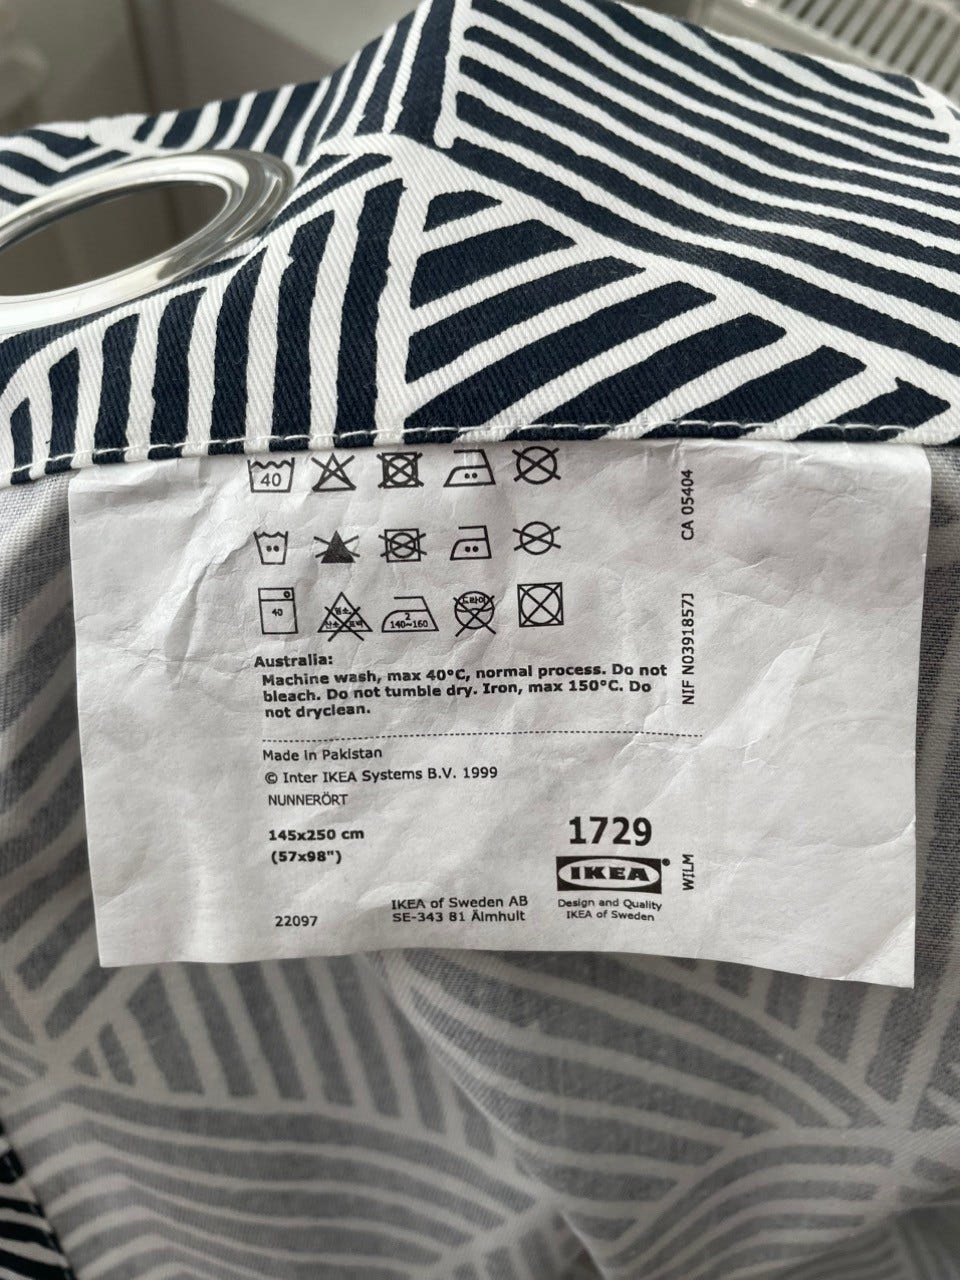 40
40
2
140~160
드라이
Australia:
Machine wash, max 40°C, normal process. Do not
bleach. Do not tumble dry. Iron, max 150°C. Do
not dryclean.
Made in Pakistan
© Inter IKEA Systems B.V. 1999
NUNNERÖRT
145x250 cm
(57x98")
22097
IKEA of Sweden AB
SE-343 81 Älmhult
1729
IKEA®
Design and Quality
IKEA of Sweden
CA 05404
NIF N0391857J
WILM